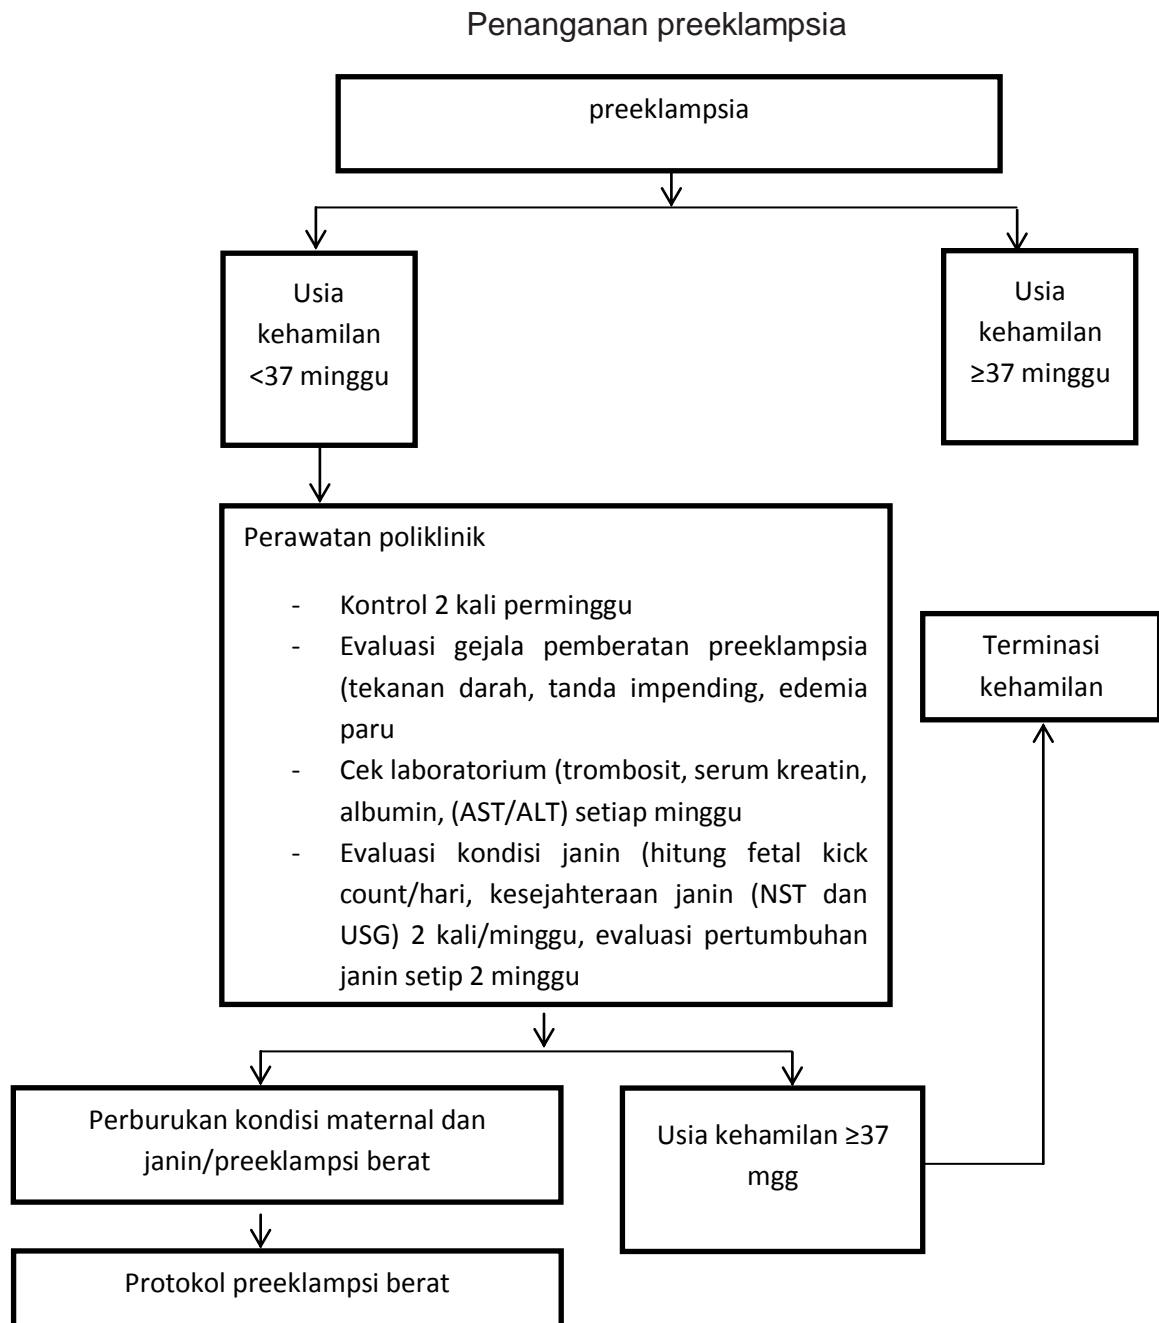 Penanganan preeklampsia
preeklampsia
Usia
kehamilan
<37 minggu
Usia
kehamilan
≥37 minggu
Perawatan poliklinik
- Kontrol 2 kali perminggu
- Evaluasi gejala pemberatan preeklampsia
(tekanan darah, tanda impending, edemia
paru
- Cek laboratorium (trombosit, serum kreatin,
albumin, (AST/ALT) setiap minggu
- Evaluasi kondisi janin (hitung fetal kick
count/hari, kesejahteraan janin (NST dan
USG) 2 kali/minggu, evaluasi pertumbuhan
janin setip 2 minggu
Terminasi
kehamilan
Perburukan kondisi maternal dan
janin/preeklampsi berat
Usia kehamilan ≥37
mgg
Protokol preeklampsi berat